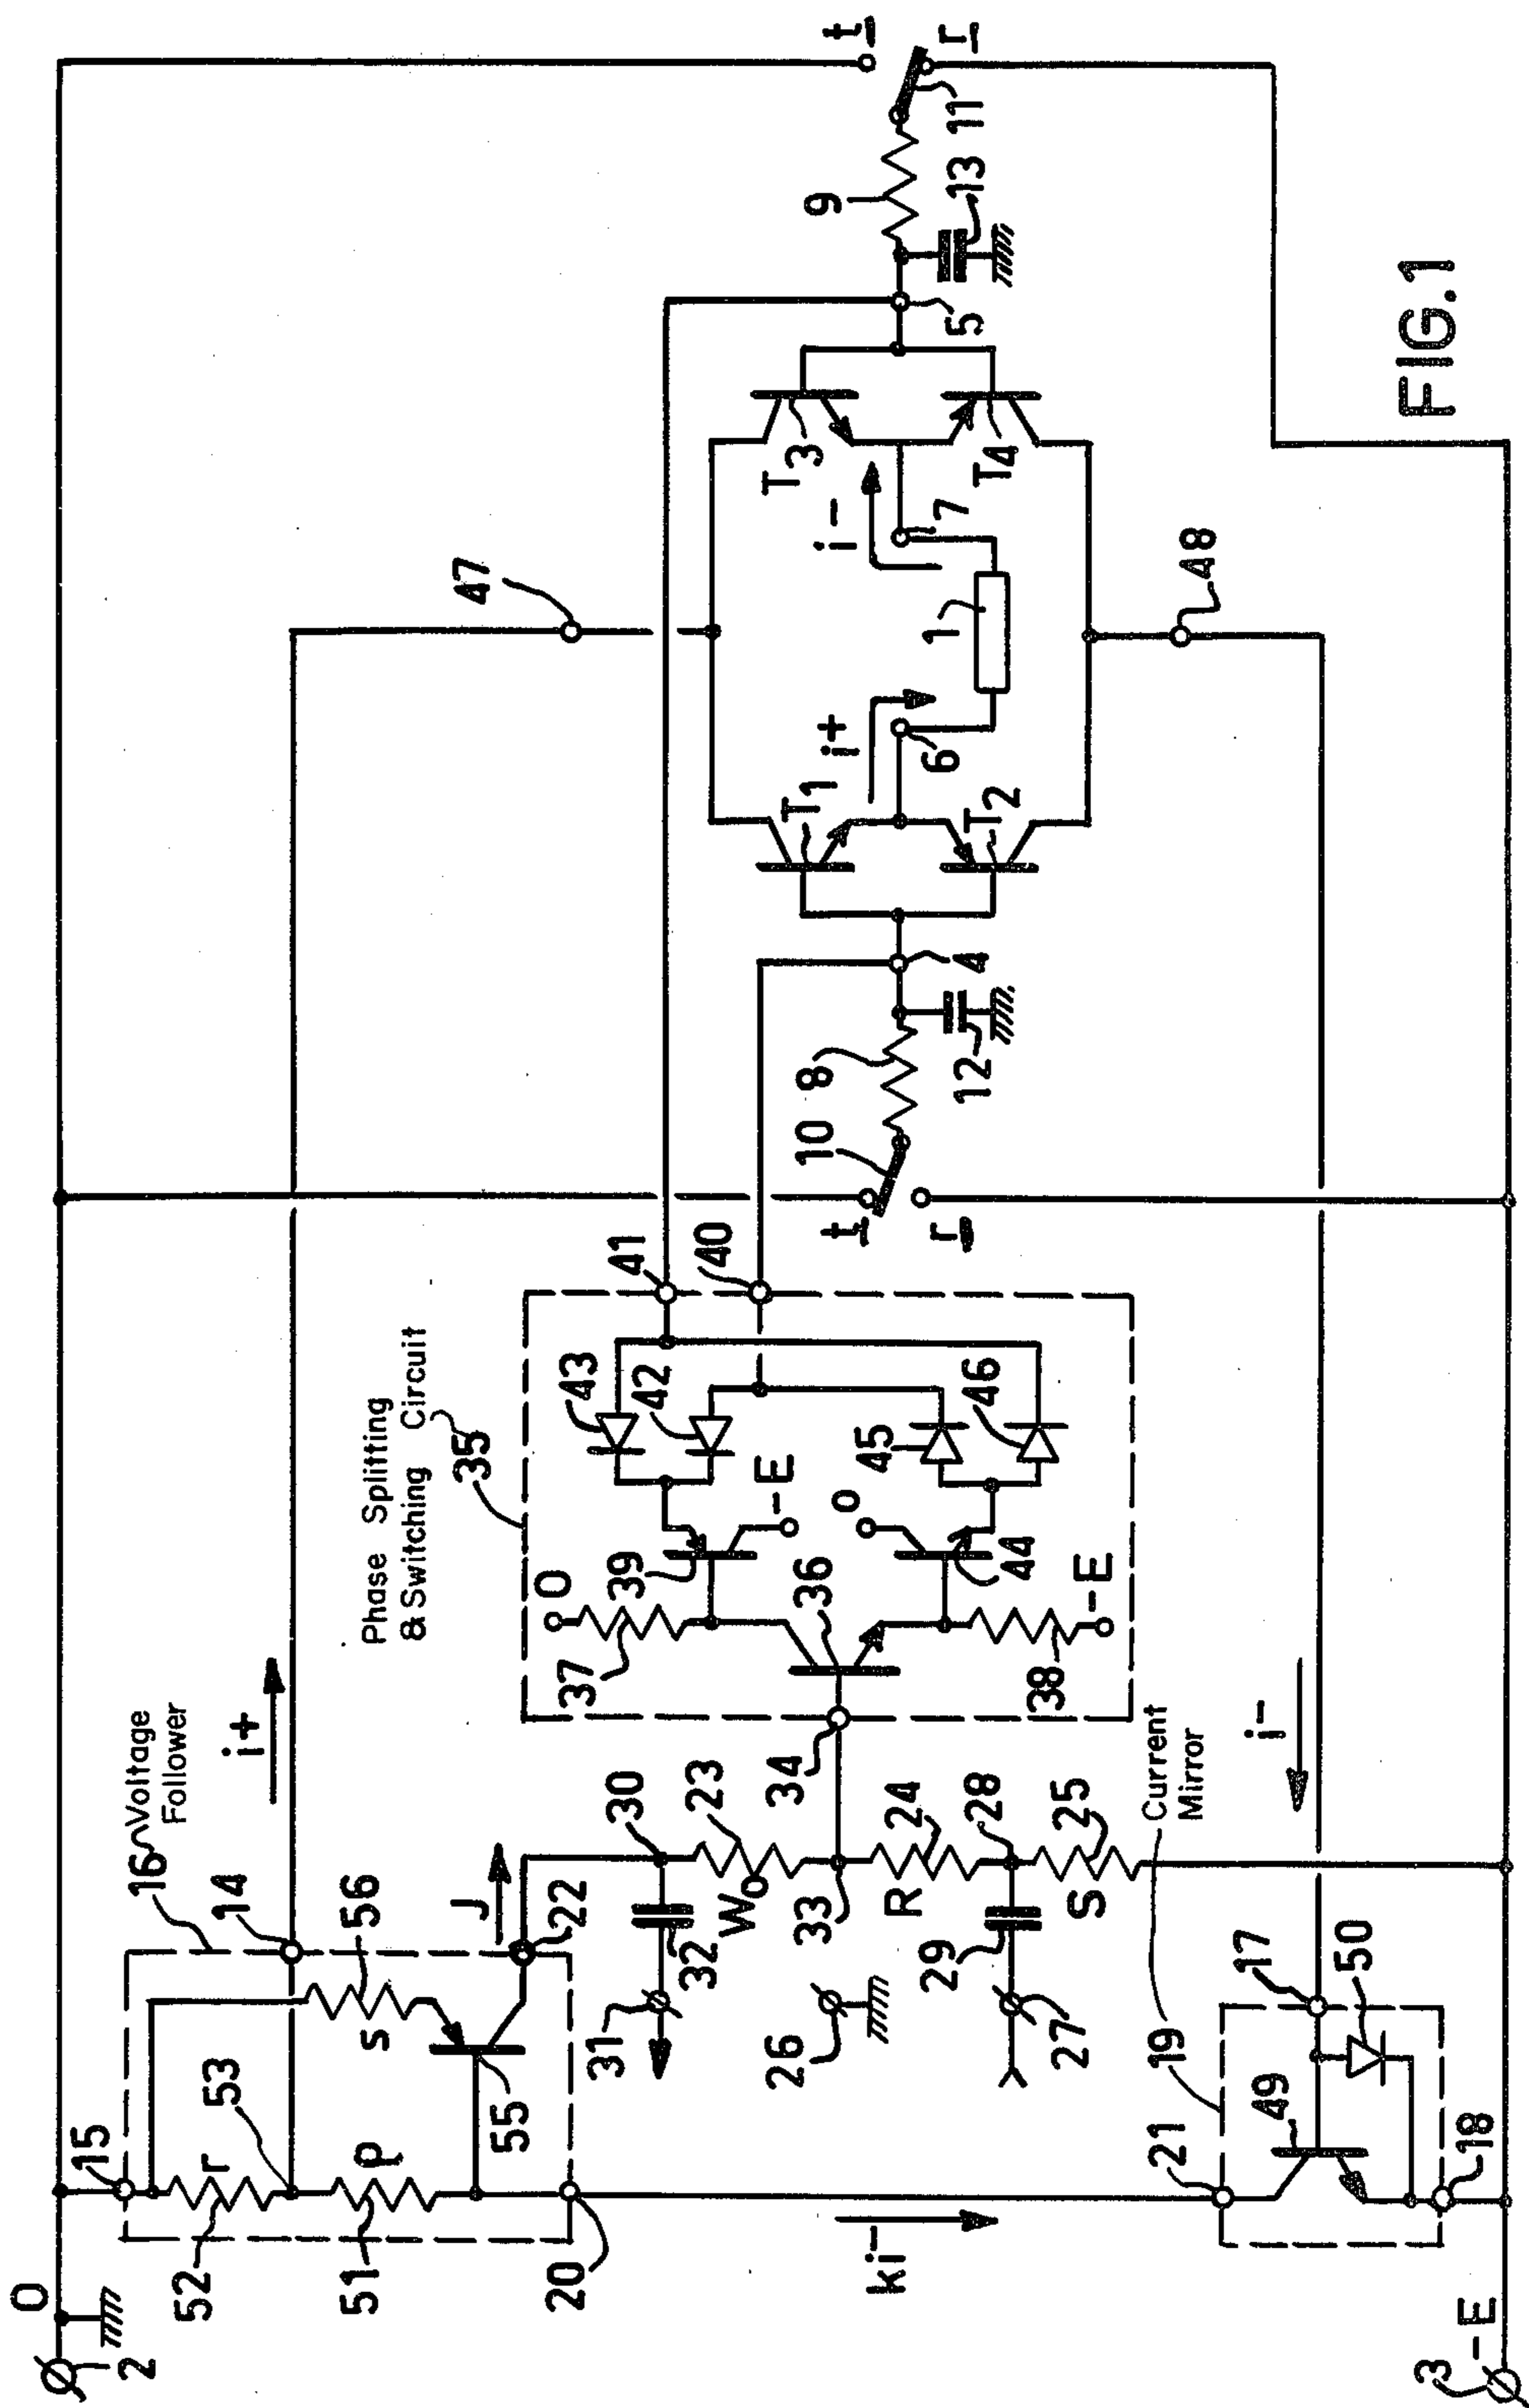 O
2
15
16
Voltage
Follower
i+
r
52
53
56
14
s
p
51
55
20
J
22
ki-
31
32
30
23
W0
26
33
34
R
24
27
29
28
S
25
Current
Mirror
19
i-
21
49
17
50
18
3
-E
Phase Splitting
& Switching Circuit
35
O
37
39
-E
43
42
41
40
36
o
44
45
46
38
-E
t
r
10
8
12
4
47
T1
T2
i+
6
1
i-
7
T3
T4
48
5
9
13
11
t
r
FIG.1